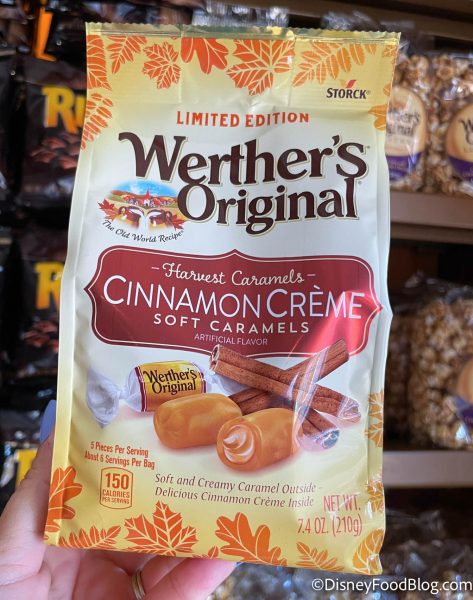 STORCK®
LIMITED EDITION
Werther's
Original
The Old World Recipe
Harvest Caramels
CINNAMON CRÈME
SOFT CARAMELS
ARTIFICIAL FLAVOR
Werther's
Original
5 Pieces Per Serving
About 6 Servings Per Bag
150
CALORIES
PER SERVING
Soft and Creamy Caramel Outside -
Delicious Cinnamon Crème Inside
NET WT.
7.4 OZ. (210g)
Werther's
Original
©DisneyFoodBlog.com